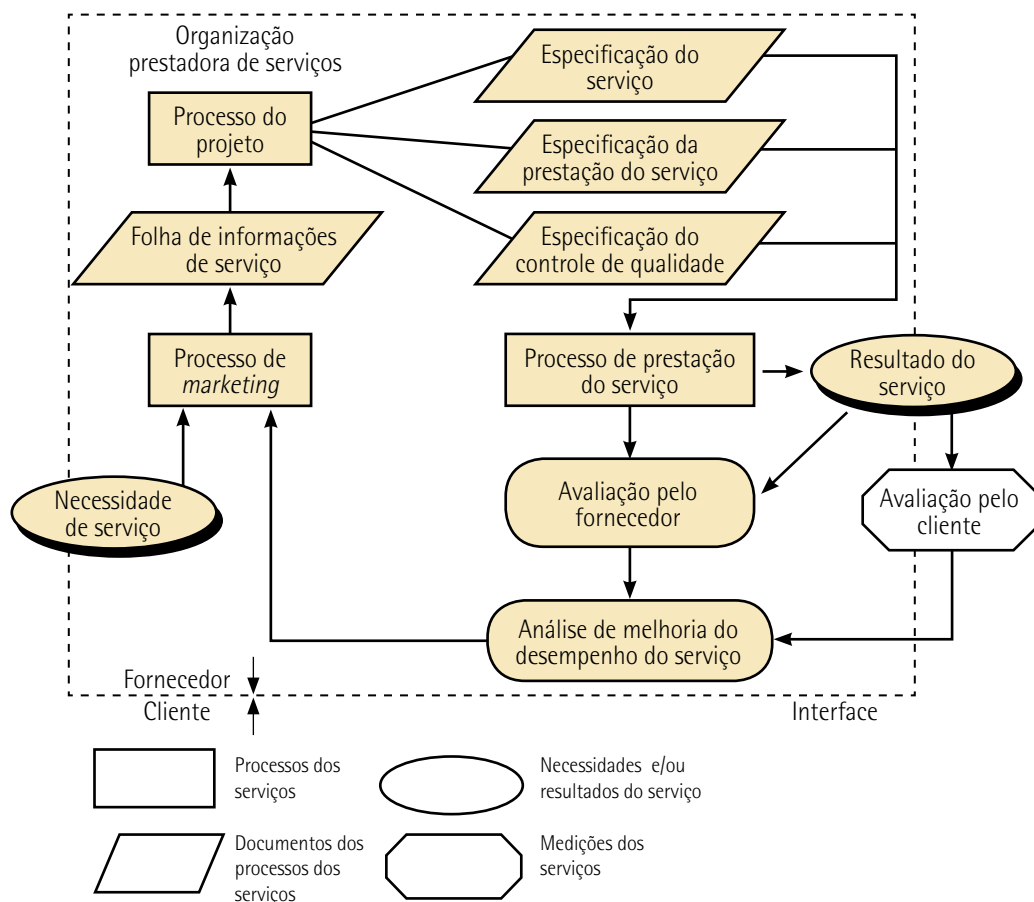 Organização
prestadora de serviços
Processo do
projeto
Especificação do
serviço
Especificação da
prestação do serviço
Especificação do
controle de qualidade
Folha de informações
de serviço
Processo de
marketing
Processo de prestação
do serviço
Resultado do
serviço
Necessidade
de serviço
Avaliação pelo
fornecedor
Avaliação pelo
cliente
Análise de melhoria do
desempenho do serviço
Fornecedor
Cliente
Interface
Processos dos
serviços
Necessidades e/ou
resultados do serviço
Documentos dos
processos dos
serviços
Medições dos
serviços